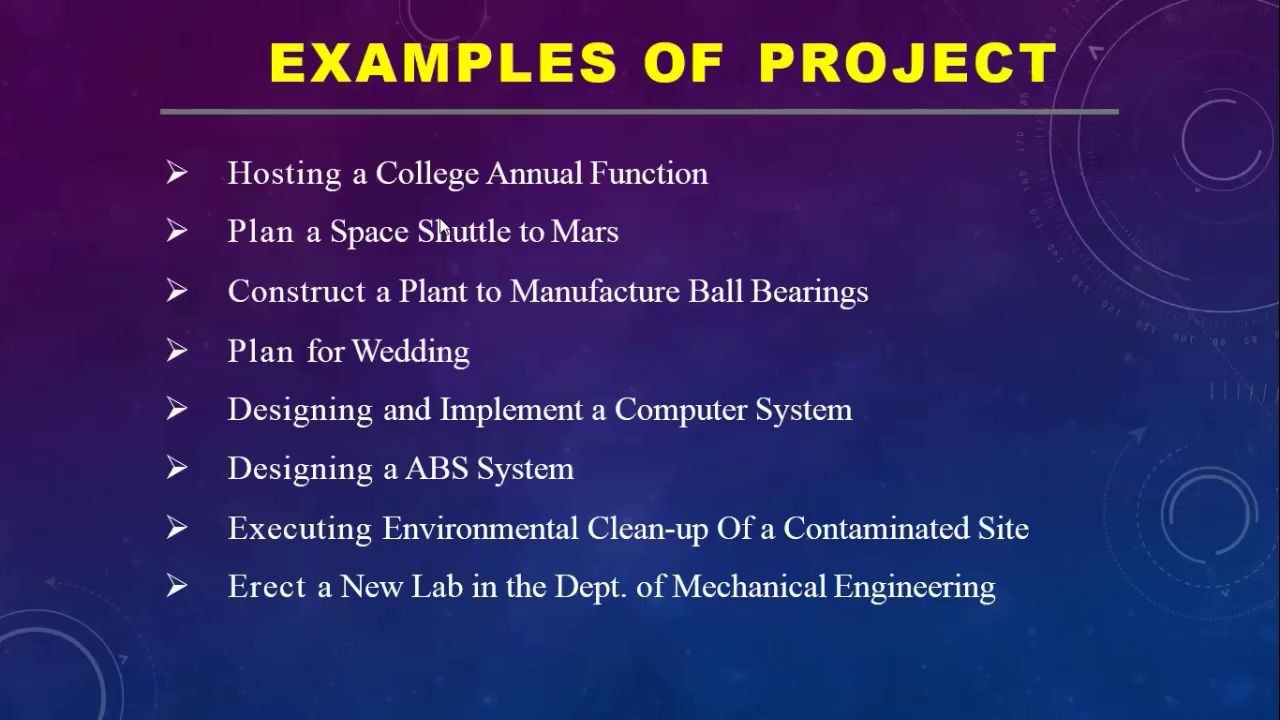 EXAMPLES OF PROJECT
Hosting a College Annual Function
Plan a Space Shuttle to Mars
Construct a Plant to Manufacture Ball Bearings
Plan for Wedding
Designing and Implement a Computer System
Designing a ABS System
Executing Environmental Clean-up Of a Contaminated Site
Erect a New Lab in the Dept. of Mechanical Engineering